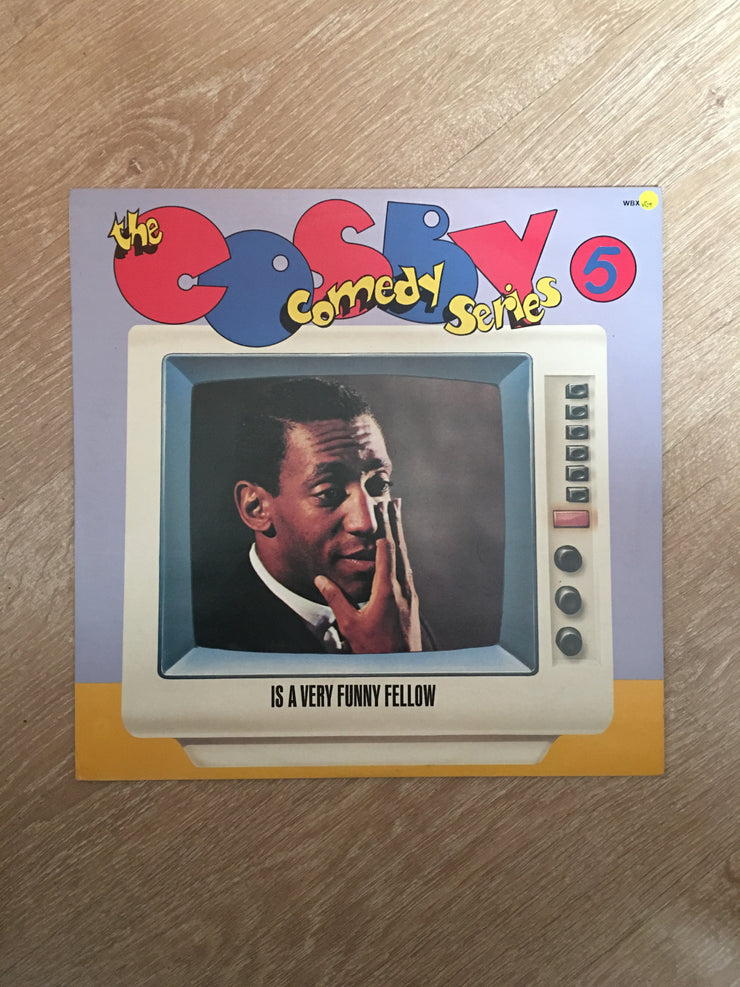 the COSBY
comedy series 5
WBX
IS A VERY FUNNY FELLOW